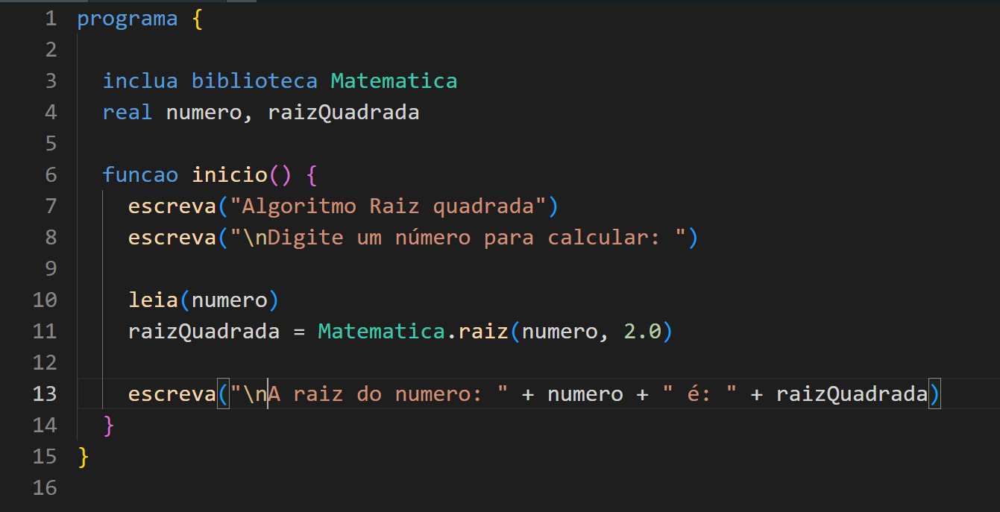 1 programa {
2
3 inclua biblioteca Matematica
4 real numero, raizQuadrada
5
6 funcao inicio() {
7 escreva("Algoritmo Raiz quadrada")
8 escreva("\nDigite um número para calcular: ")
9
10 leia(numero)
11 raizQuadrada = Matematica.raiz(numero, 2.0)
12
13 escreva("\nA raiz do numero: " + numero + " é: " + raizQuadrada)
14 }
15 }
16